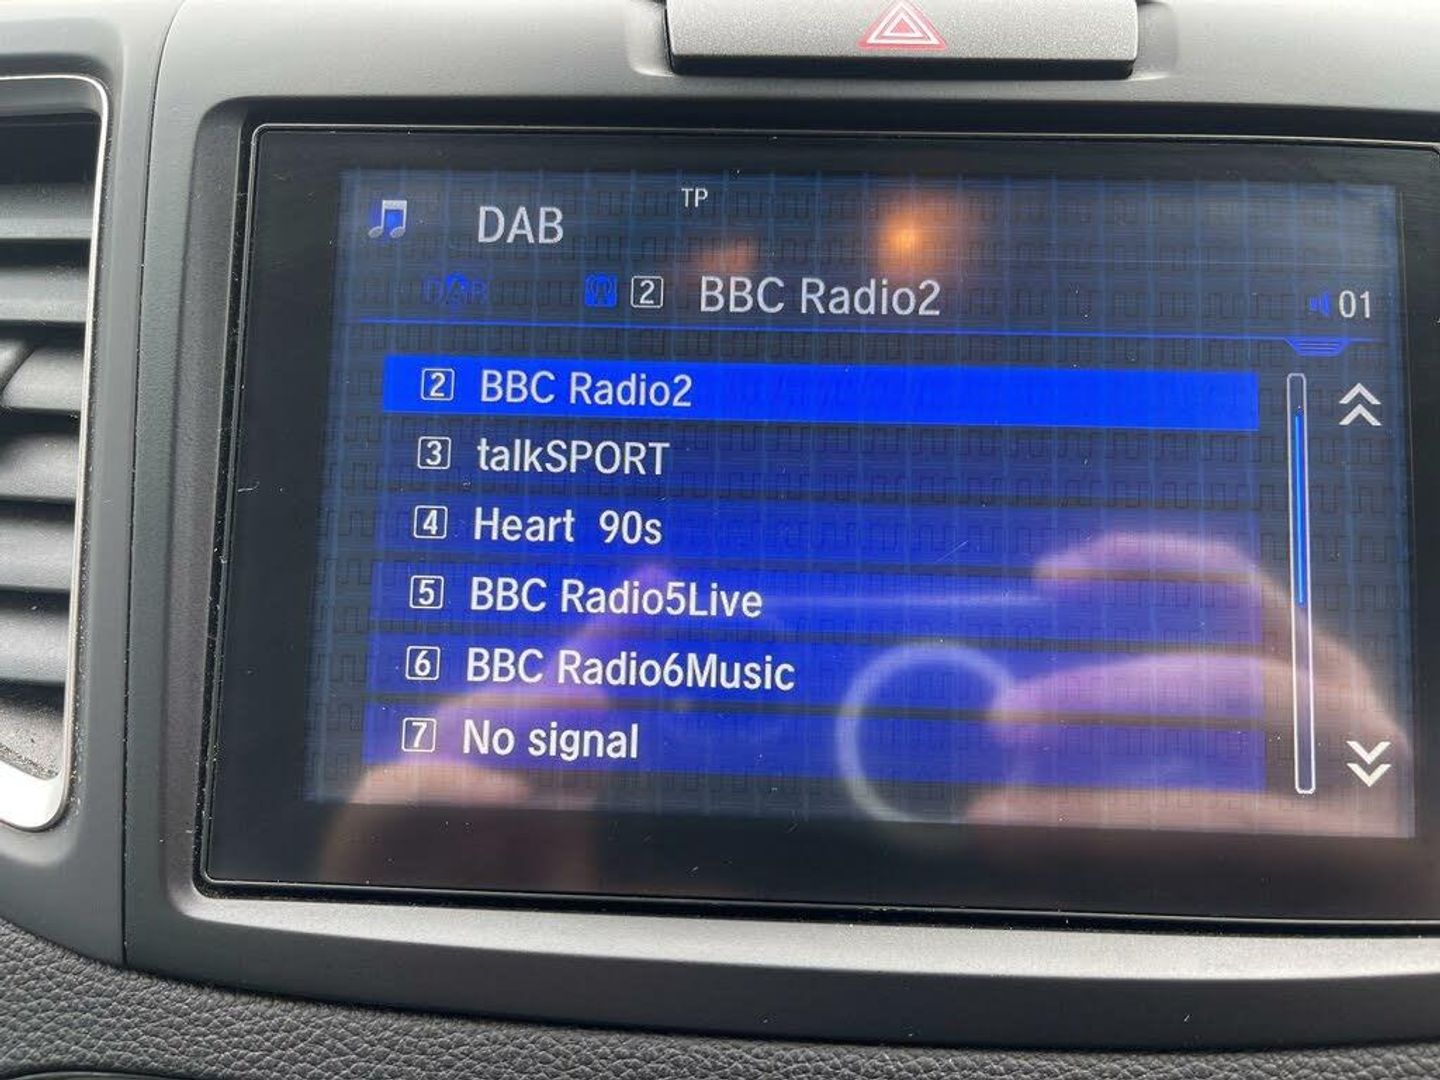 TP
DAB
DAB 2 BBC Radio2 01
2 BBC Radio2
3 talkSPORT
4 Heart 90s
5 BBC Radio5Live
6 BBC Radio6Music
7 No signal